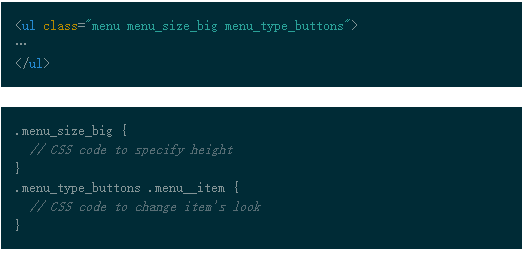 <ul class="menu menu_size_big menu_type_buttons">
…
</ul>
.menu_size_big {
// CSS code to specify height
}
.menu_type_buttons .menu__item {
// CSS code to change item's look
}